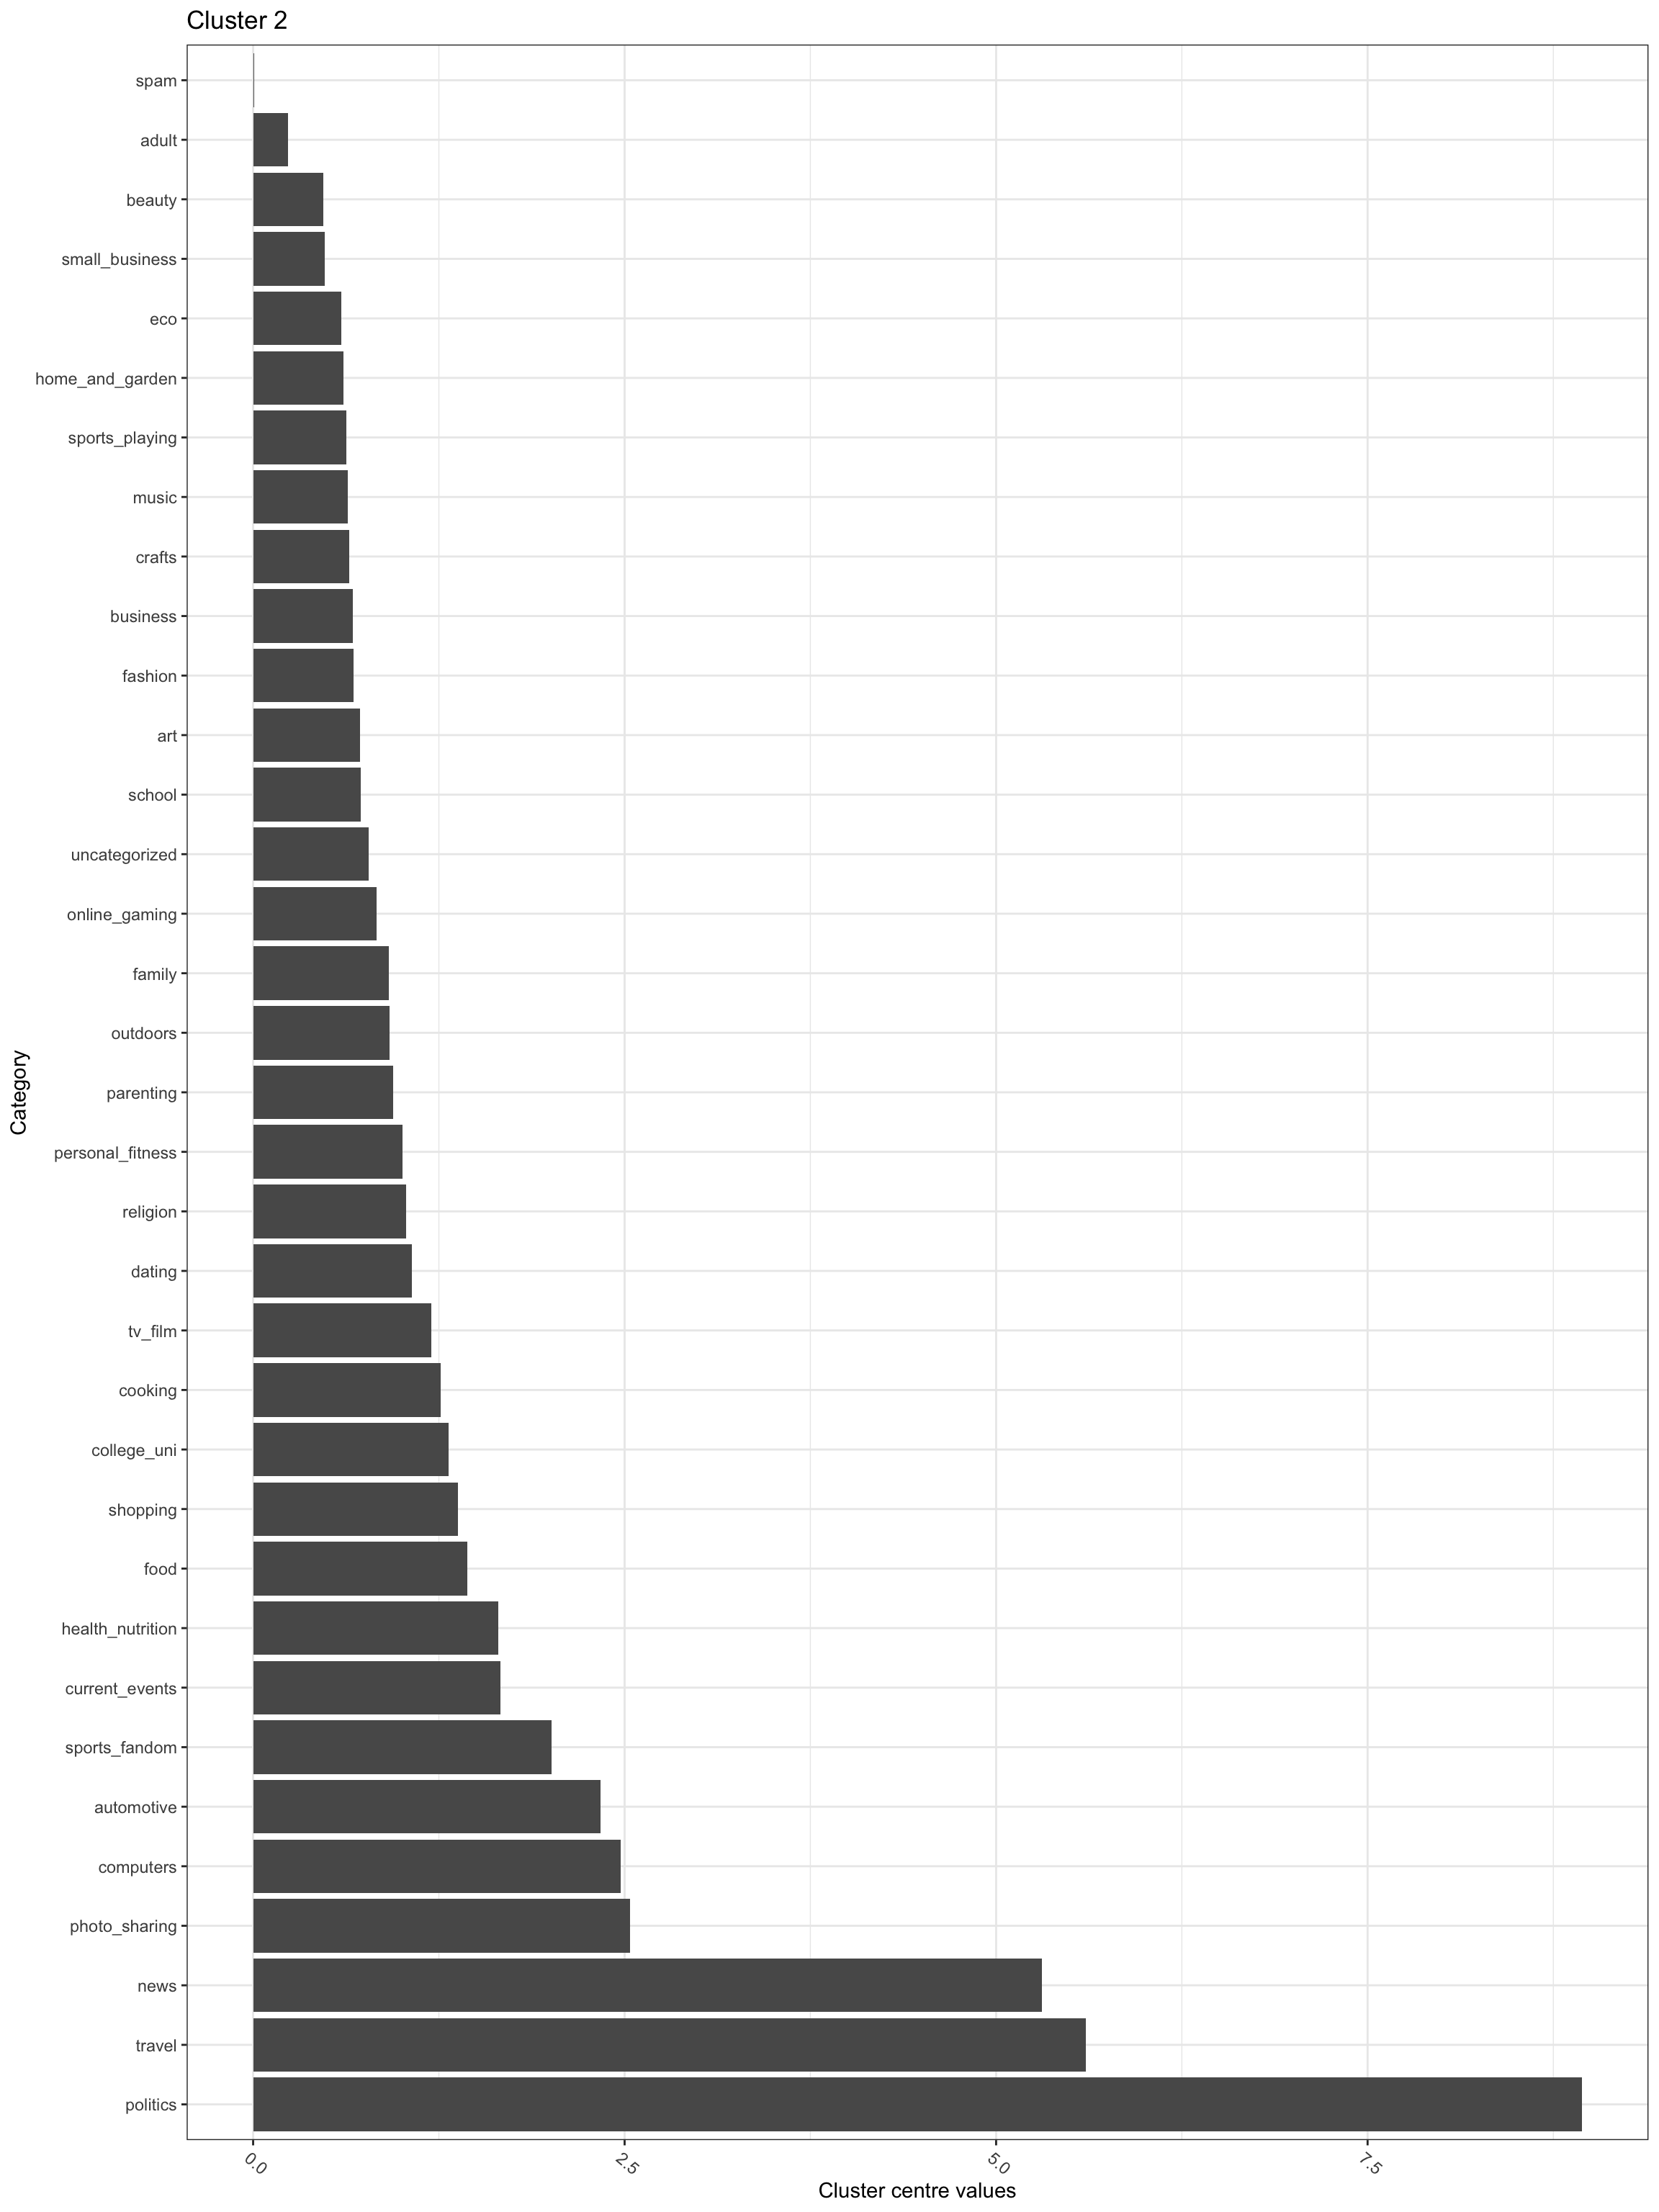 Cluster 2
spam
adult
beauty
small_business
eco
home_and_garden
sports_playing
music
crafts
business
fashion
art
school
uncategorized
online_gaming
family
outdoors
parenting
personal_fitness
religion
dating
tv_film
cooking
college_uni
shopping
food
health_nutrition
current_events
sports_fandom
automotive
computers
photo_sharing
news
travel
politics
Category
0.0 2.5 5.0 7.5
Cluster centre values